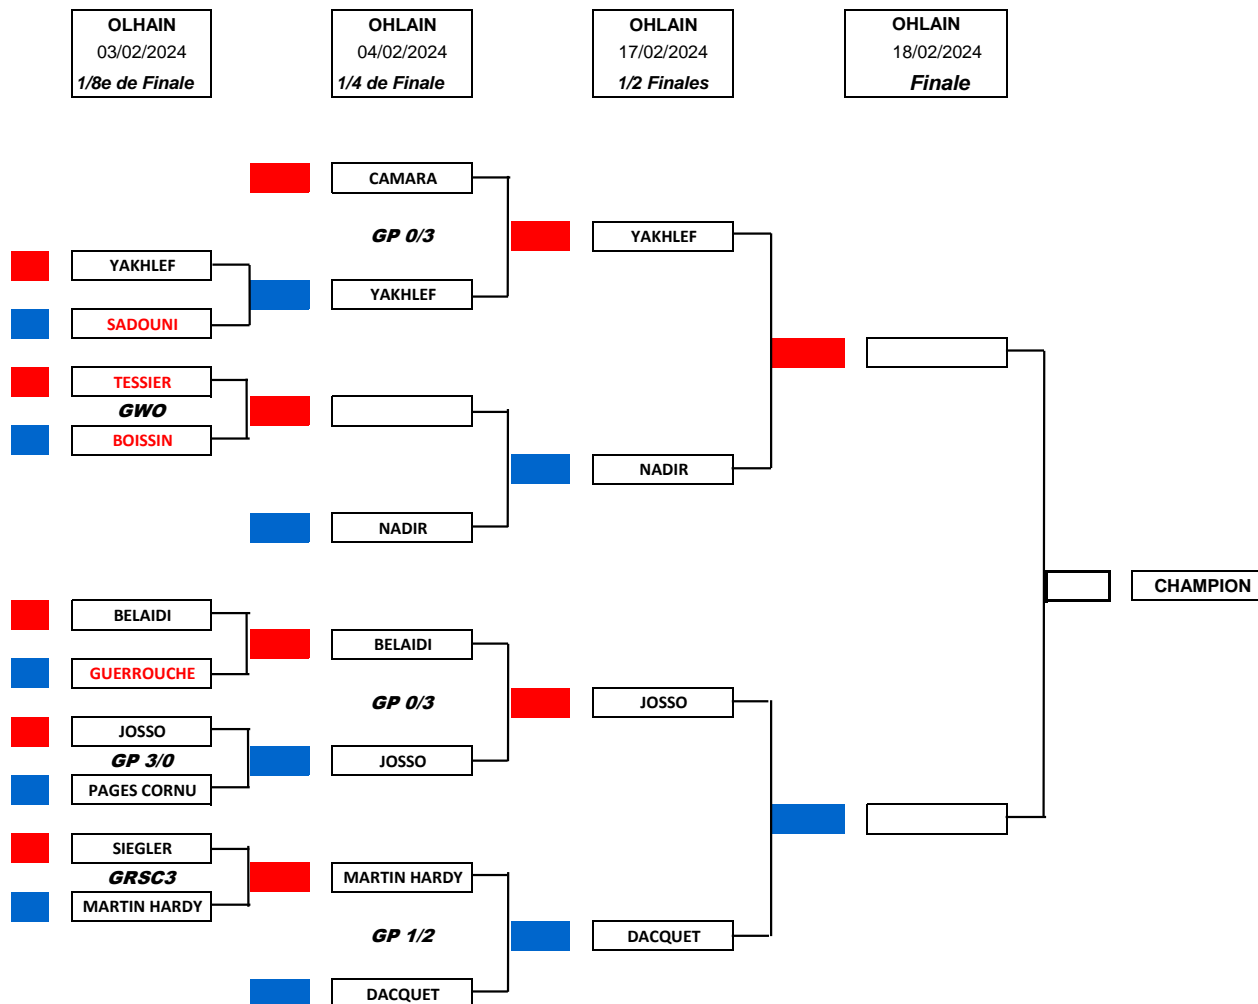 OLHAIN
03/02/2024
1/8e de Finale
OHLAIN
04/02/2024
1/4 de Finale
OHLAIN
17/02/2024
1/2 Finales
OHLAIN
18/02/2024
Finale
CAMARA
GP 0/3
YAKHLEF
YAKHLEF
YAKHLEF
SADOUNI
TESSIER
GWO
BOISSIN
NADIR
NADIR
CHAMPION
BELAIDI
BELAIDI
GUERROUCHE
GP 0/3
JOSSO
JOSSO
GP 3/0
JOSSO
PAGES CORNU
SIEGLER
GRSC3
MARTIN HARDY
MARTIN HARDY
GP 1/2
DACQUET
DACQUET